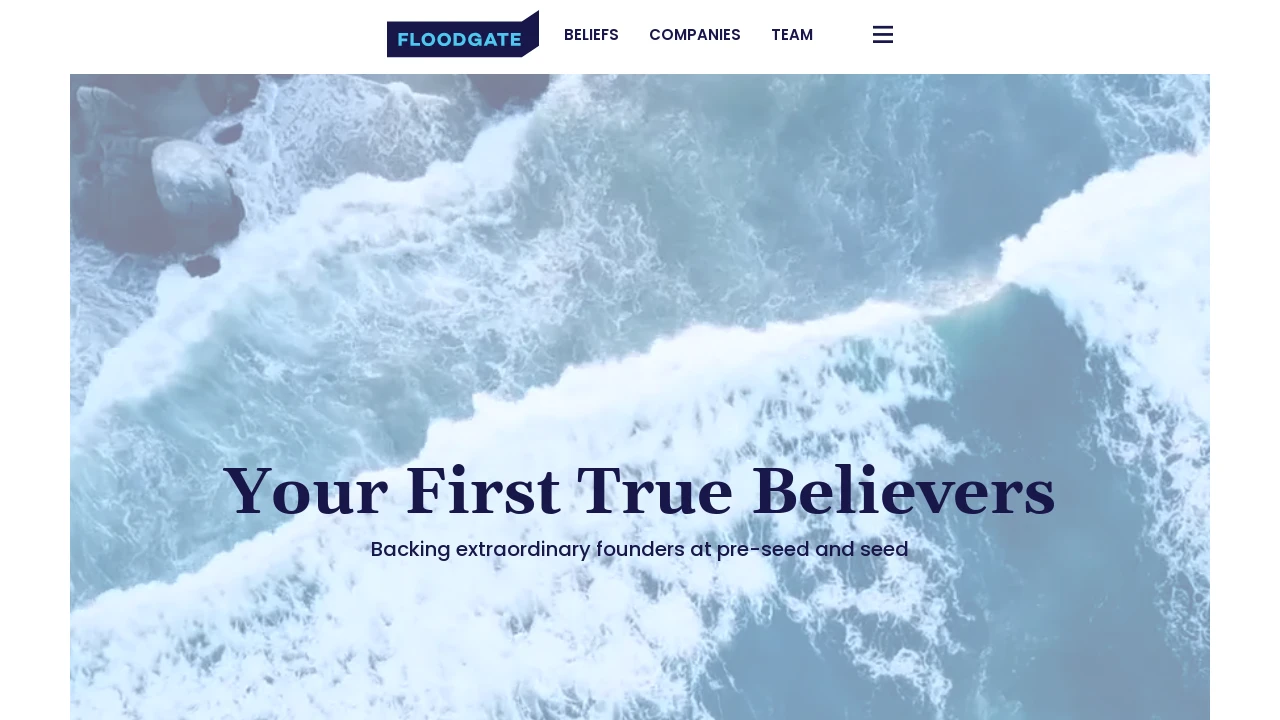 FLOODGATE
BELIEFS
COMPANIES
TEAM
Your First True Believers
Backing extraordinary founders at pre-seed and seed